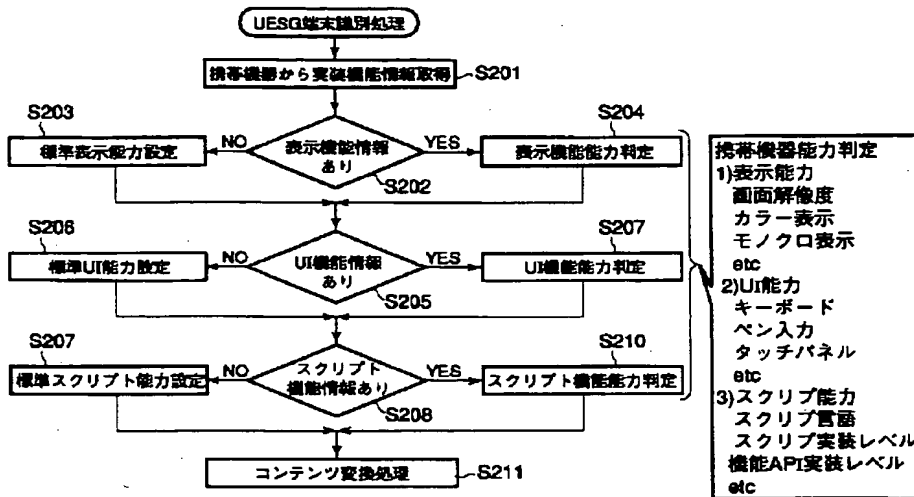 UESG端末識別処理
携帯機器から実装機能情報取得
S201
S203
S204
標準表示能力設定
NO
表示機能情報
あり
YES
表示機能能力判定
S202
S206
S207
標準UI能力設定
NO
UI機能情報
あり
YES
UI機能能力判定
S205
S207
S210
標準スクリプト能力設定
NO
スクリプト
機能情報あり
YES
スクリプト機能能力判定
S208
コンテンツ変換処理
S211
携帯機器能力判定
1)表示能力
画面解像度
カラー表示
モノクロ表示
etc
2)UI能力
キーボード
ペン入力
タッチパネル
etc
3)スクリプ能力
スクリプ言語
スクリプ実装レベル
機能API実装レベル
etc